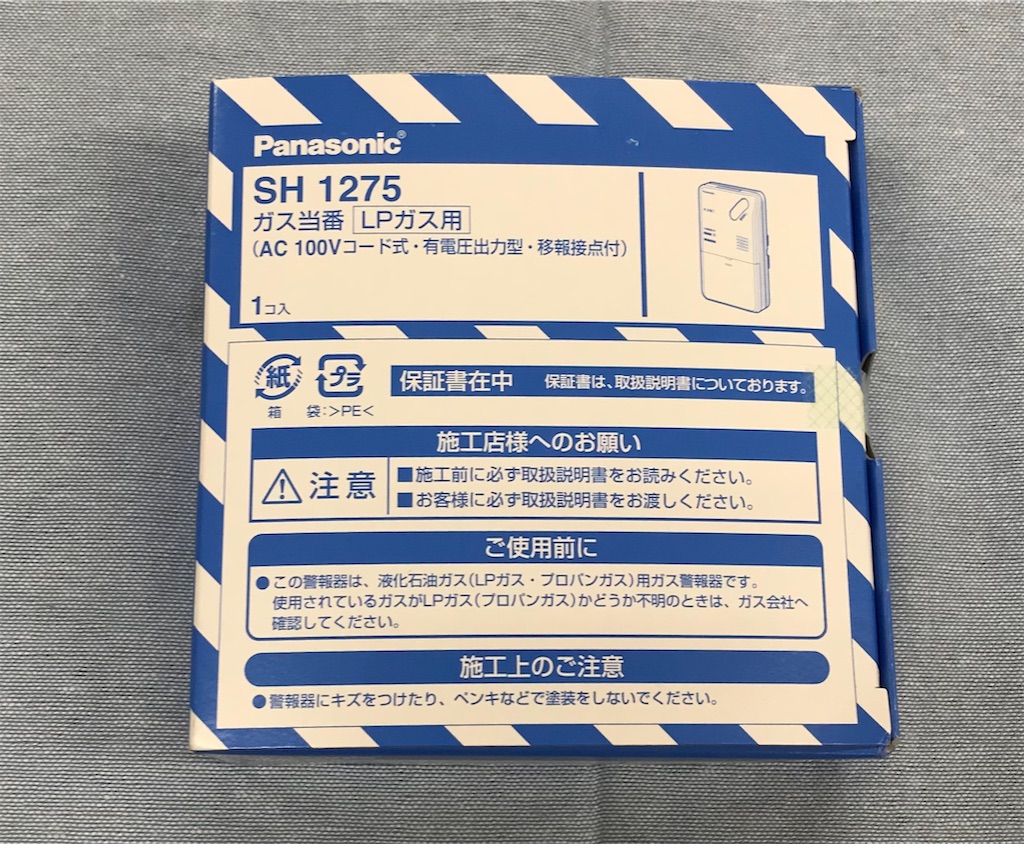 Panasonic®
SH 1275
ガス当番 LPガス用
(AC 100Vコード式・有電圧出力型・移報接点付)
1コ入
紙
箱
プラ
袋:>PE<
保証書在中 保証書は、取扱説明書についております。
施工店様へのお願い
注意
■施工前に必ず取扱説明書をお読みください。
■お客様に必ず取扱説明書をお渡しください。
ご使用前に
●この警報器は、液化石油ガス(LPガス・プロパンガス)用ガス警報器です。
使用されているガスがLPガス(プロパンガス)かどうか不明のときは、ガス会社へ
確認してください。
施工上のご注意
●警報器にキズをつけたり、ペンキなどで塗装をしないでください。